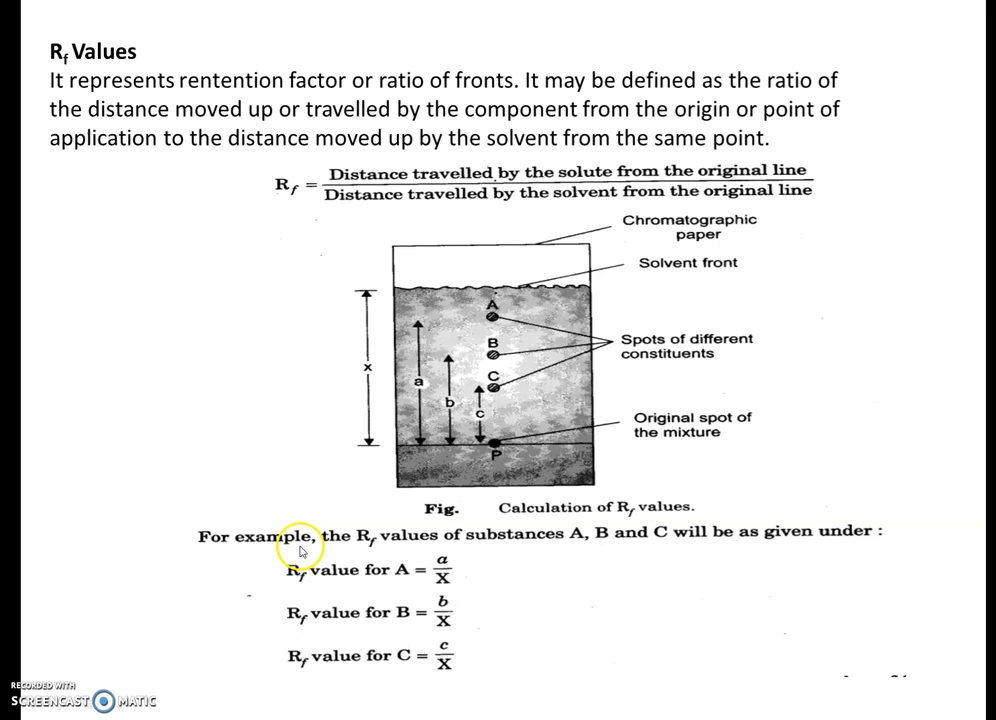 Rf Values
It represents rentention factor or ratio of fronts. It may be defined as the ratio of
the distance moved up or travelled by the component from the origin or point of
application to the distance moved up by the solvent from the same point.
Rf = Distance travelled by the solute from the original line
Distance travelled by the solvent from the original line
Chromatographic
paper
Solvent front
A
B
C
Spots of different
constituents
x
a
b
c
Original spot of
the mixture
P
Fig. Calculation of Rf values.
For example, the Rf values of substances A, B and C will be as given under :
Rf value for A = a/X
Rf value for B = b/X
Rf value for C = c/X
RECORDED WITH
SCREENCAST MATIC